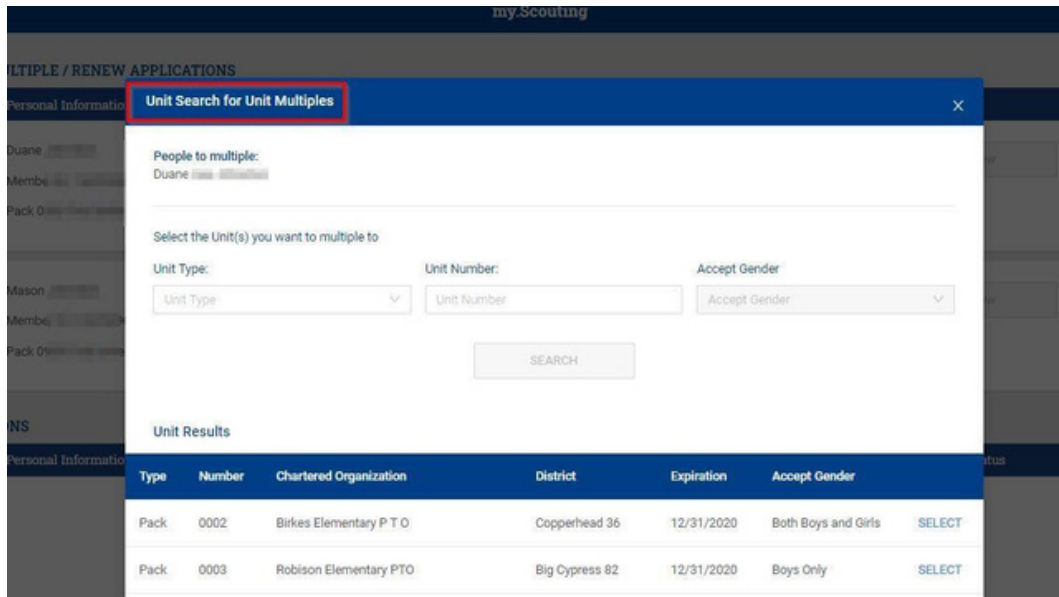 my.Scouting
LTIPLE / RENEW APPLICATIONS
Personal Informatio
Unit Search for Unit Multiples
Duane
Membe
Pack 0
People to multiple:
Duane
Select the Unit(s) you want to multiple to
Unit Type: Unit Number: Accept Gender
Unit Type Unit Number Accept Gender
Mason
Membe
Pack 09
SEARCH
NS
Unit Results
Personal Informatio
tus
Type Number Chartered Organization District Expiration Accept Gender
Pack 0002 Birkes Elementary P T O Copperhead 36 12/31/2020 Both Boys and Girls SELECT
Pack 0003 Robison Elementary PTO Big Cypress 82 12/31/2020 Boys Only SELECT